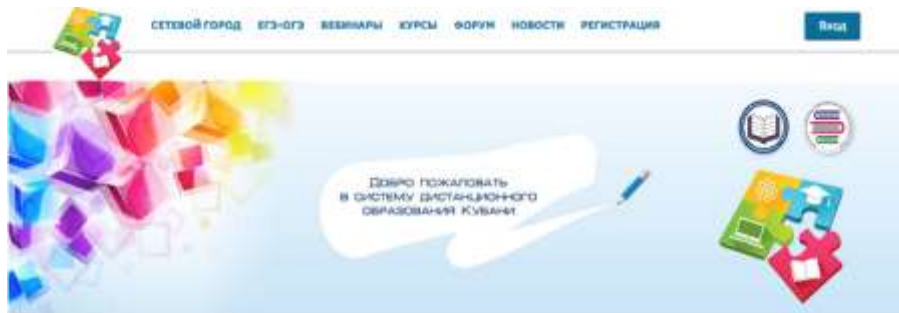 СЕТЕВОЙ ГОРОД ЕГЭ-ОГЭ ВЕБИНАРЫ КУРСЫ ФОРУМ НОВОСТИ РЕГИСТРАЦИЯ Вход
Добро пожаловать
в систему дистанционного
образования Кубани